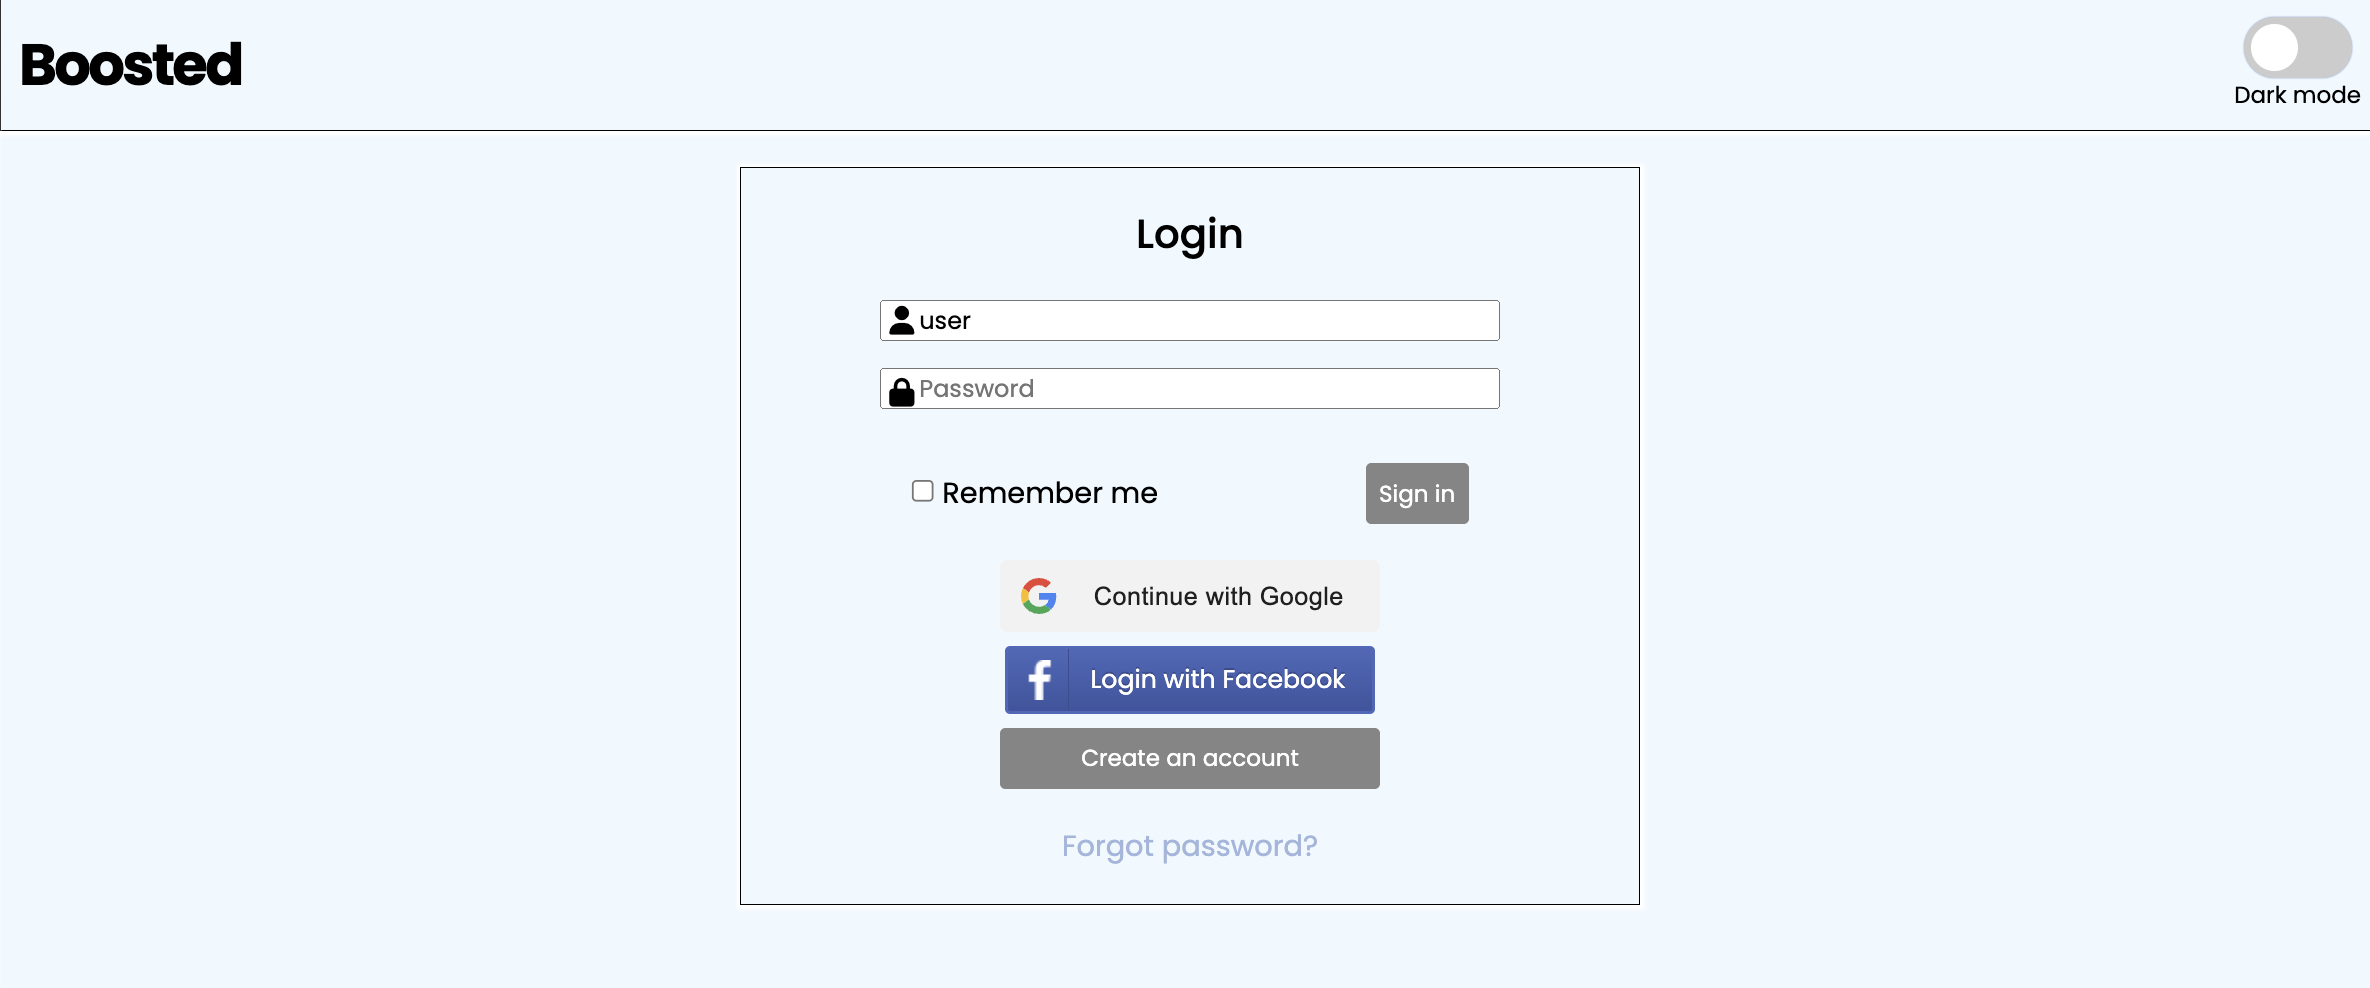 Boosted
Dark mode
Login
user
Password
Remember me
Sign in
Continue with Google
Login with Facebook
Create an account
Forgot password?